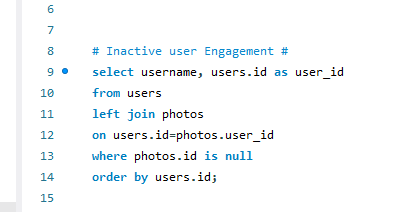 6
7
8 # Inactive user Engagement #
9 select username, users.id as user_id
10 from users
11 left join photos
12 on users.id=photos.user_id
13 where photos.id is null
14 order by users.id;
15